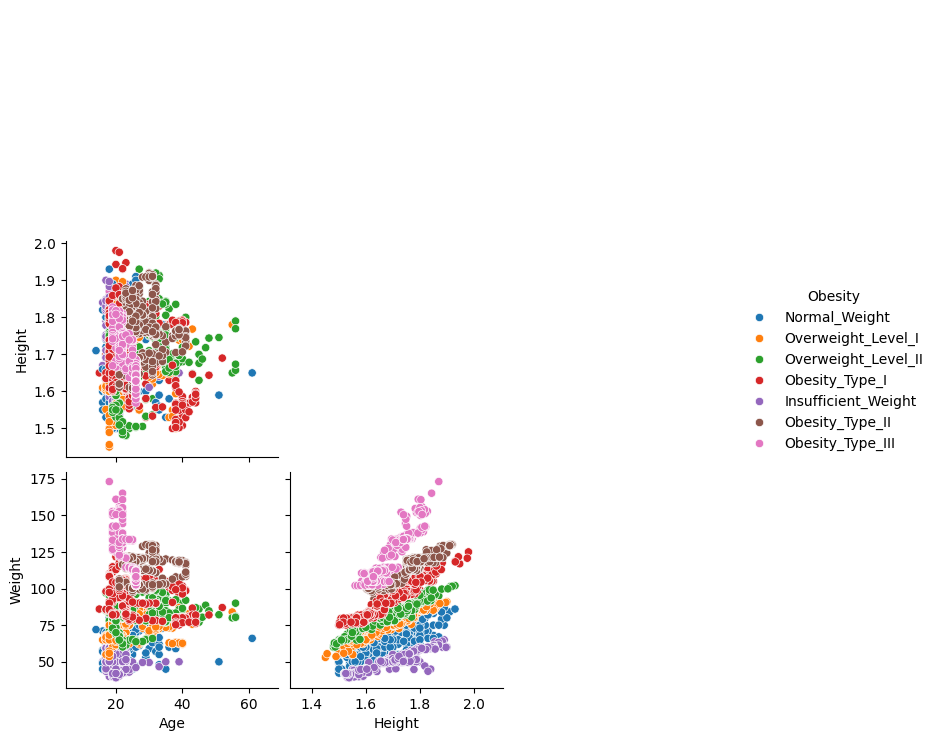 2.0
1.9
1.8
1.7
1.6
1.5
Height
Obesity
Normal_Weight
Overweight_Level_I
Overweight_Level_II
Obesity_Type_I
Insufficient_Weight
Obesity_Type_II
Obesity_Type_III
175
150
125
100
75
50
Weight
20 40 60
Age
1.4 1.6 1.8 2.0
Height